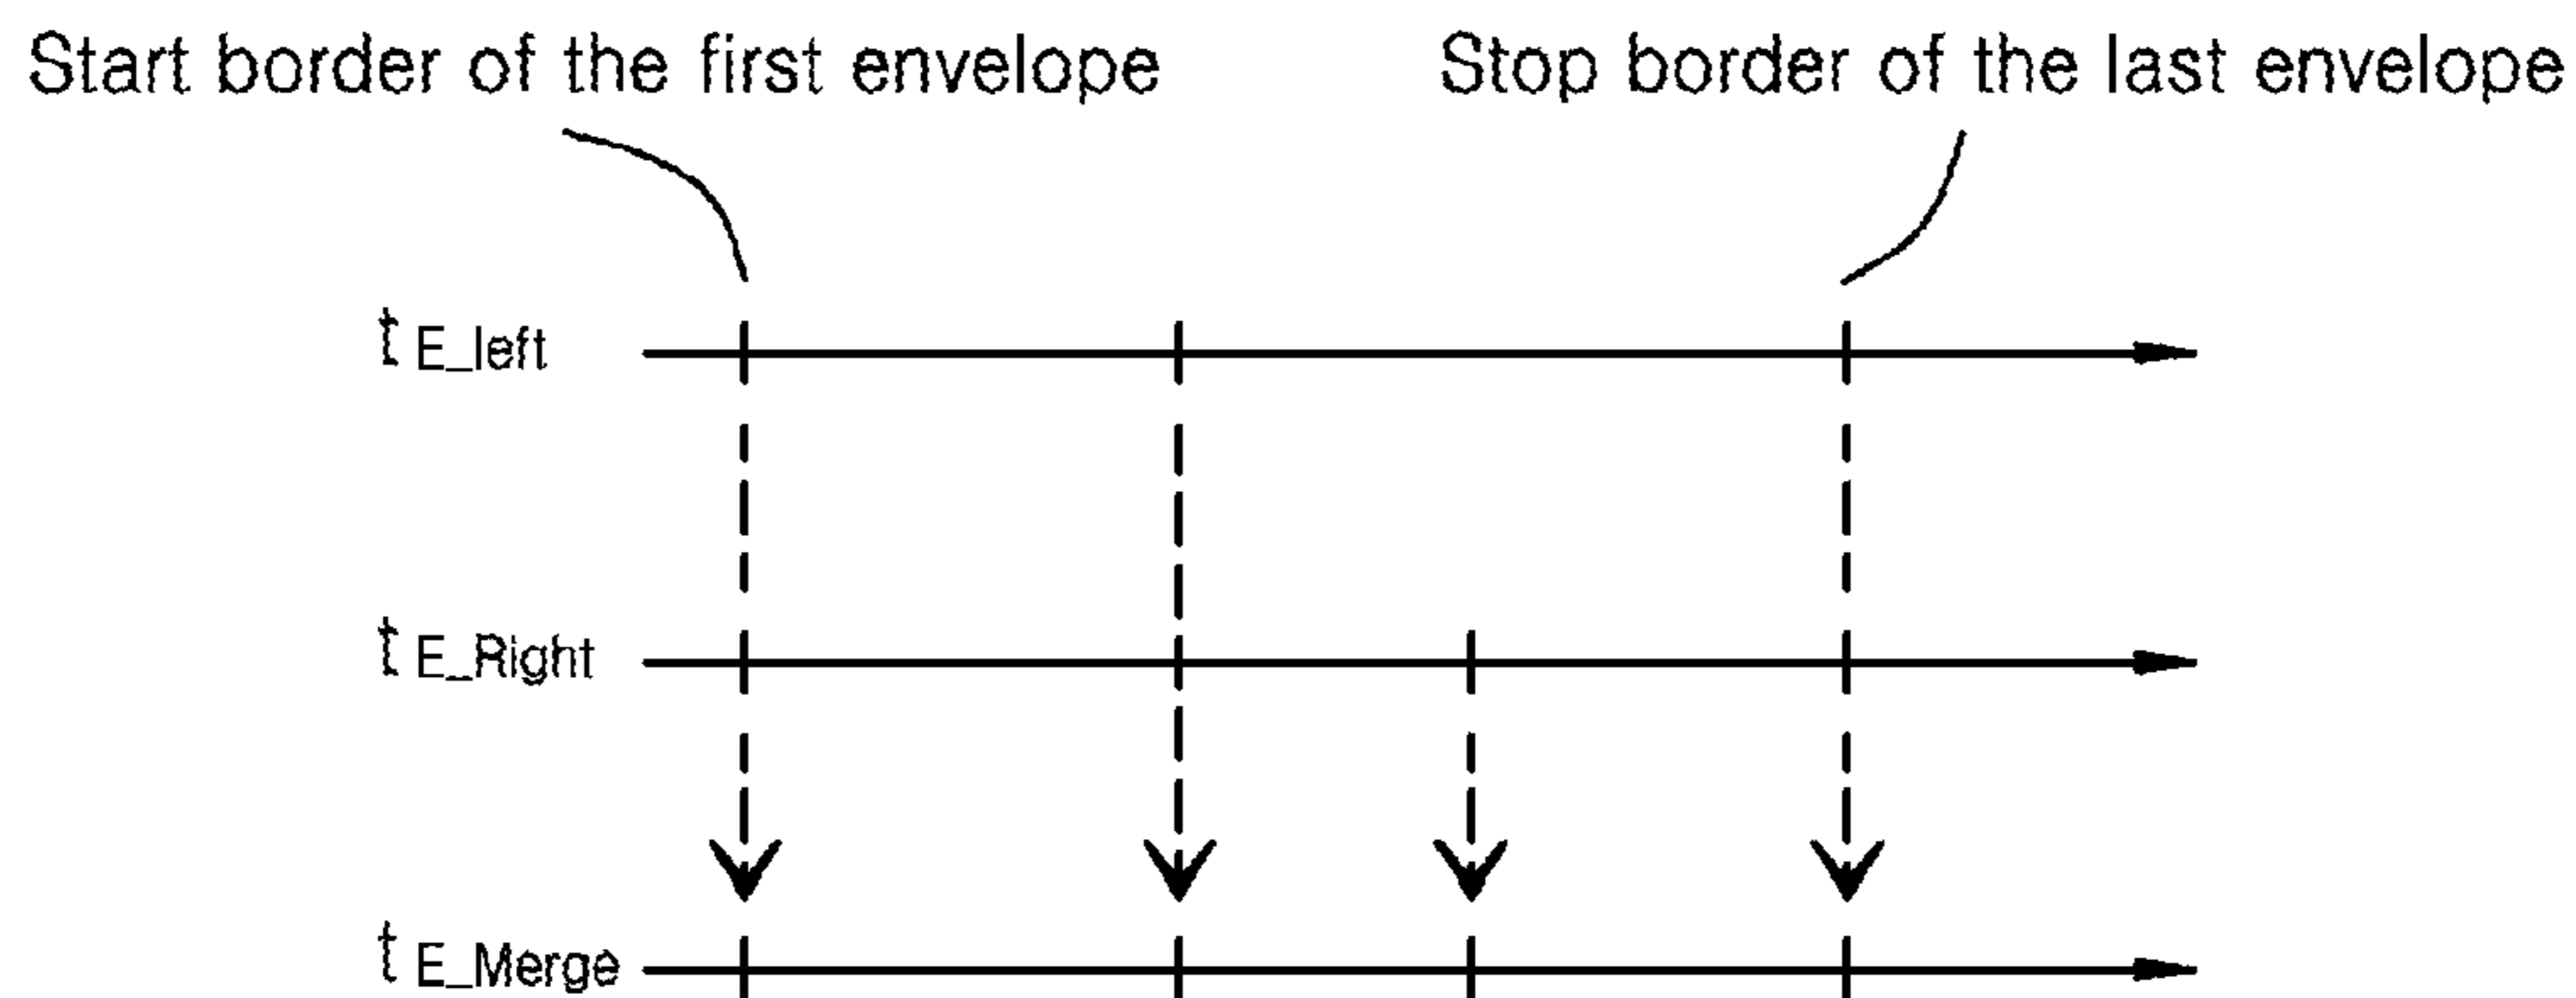 Start border of the first envelope
Stop border of the last envelope
t E_left
t E_Right
t E_Merge